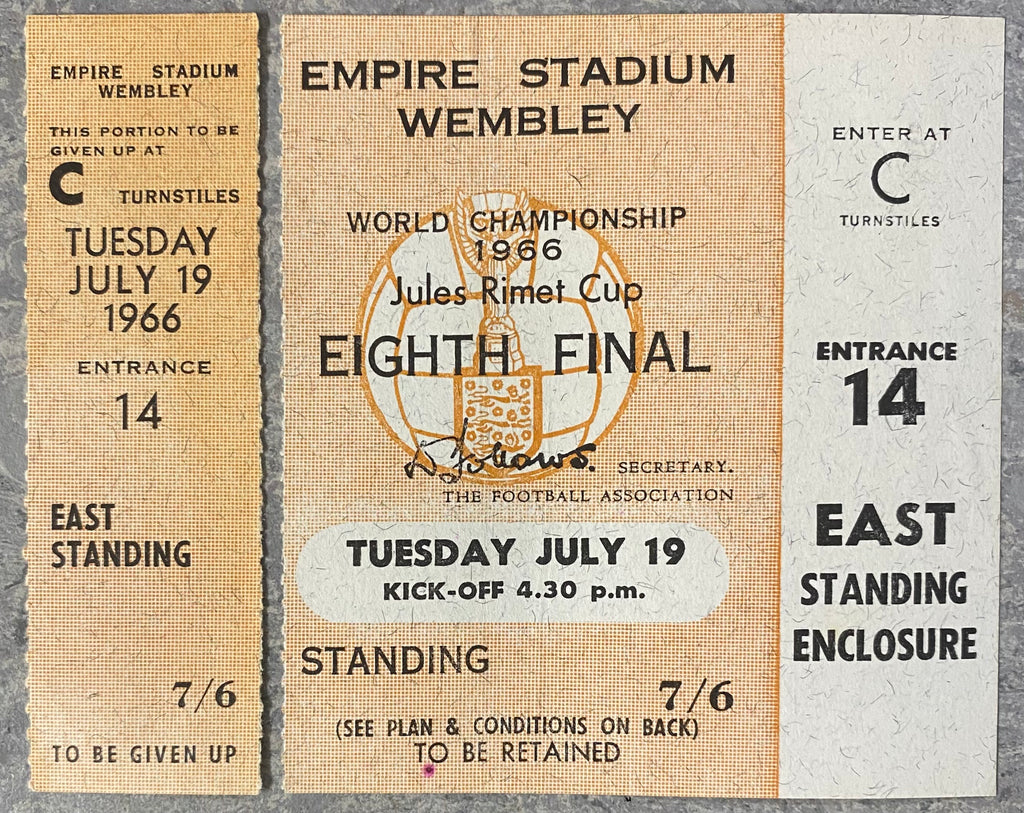 EMPIRE STADIUM
WEMBLEY
THIS PORTION TO BE
GIVEN UP AT
C TURNSTILES
TUESDAY
JULY 19
1966
ENTRANCE
14
EAST
STANDING
7/6
TO BE GIVEN UP
EMPIRE STADIUM
WEMBLEY
WORLD CHAMPIONSHIP
1966
Jules Rimet Cup
EIGHTH FINAL
D Follows. SECRETARY.
THE FOOTBALL ASSOCIATION
TUESDAY JULY 19
KICK-OFF 4.30 p.m.
STANDING
7/6
(SEE PLAN & CONDITIONS ON BACK)
TO BE RETAINED
ENTER AT
C
TURNSTILES
ENTRANCE
14
EAST
STANDING
ENCLOSURE